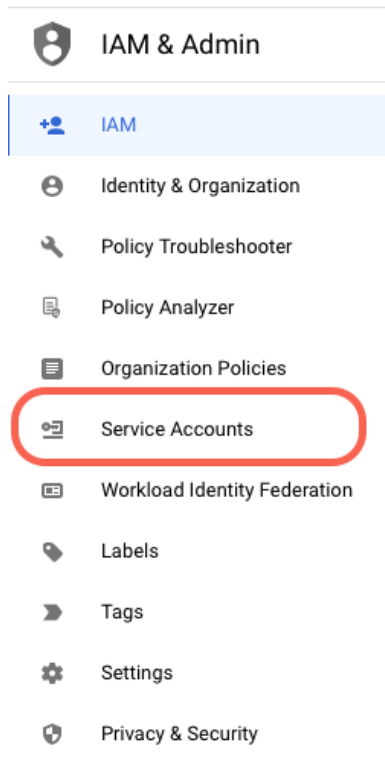 IAM & Admin
IAM
Identity & Organization
Policy Troubleshooter
Policy Analyzer
Organization Policies
Service Accounts
Workload Identity Federation
Labels
Tags
Settings
Privacy & Security